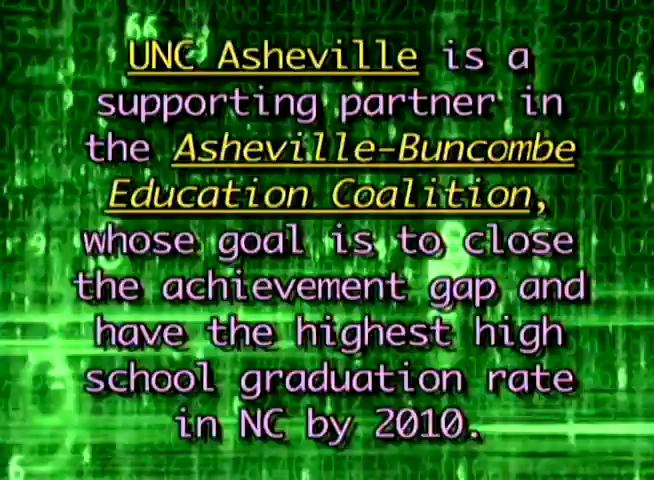 UNC Asheville is a
supporting partner in
the Asheville-Buncombe
Education Coalition,
whose goal is to close
the achievement gap and
have the highest high
school graduation rate
in NC by 2010.